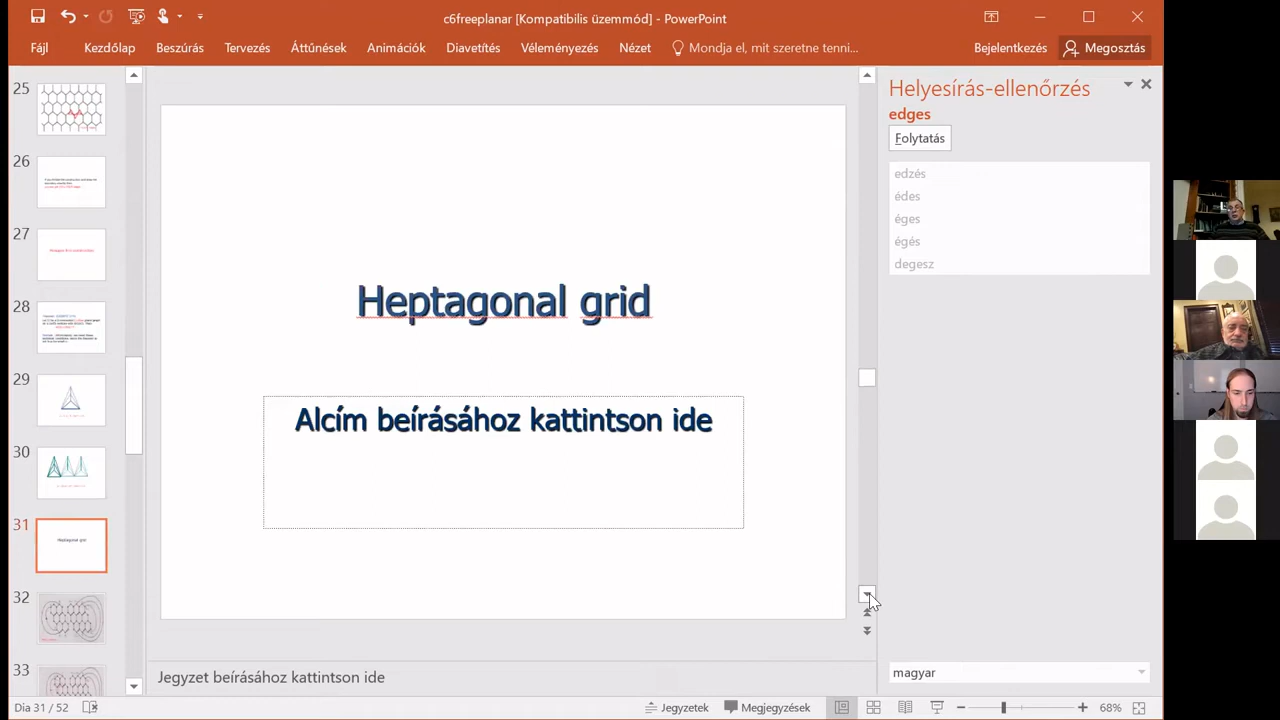 c6freeplanar [Kompatibilis üzemmód] - PowerPoint
Fájl Kezdőlap Beszúrás Tervezés Áttűnések Animációk Diavetítés Véleményezés Nézet Mondja el, mit szeretne tenni... Bejelentkezés Megosztás
25
26
27
28
29
30
31
Heptagonal grid
32
33
Heptagonal grid
Alcím beírásához kattintson ide
Jegyzet beírásához kattintson ide
Helyesírás-ellenőrzés
edges
Folytatás
edzés
édes
éges
égés
degesz
magyar
Dia 31 / 52 Jegyzetek Megjegyzések 68%